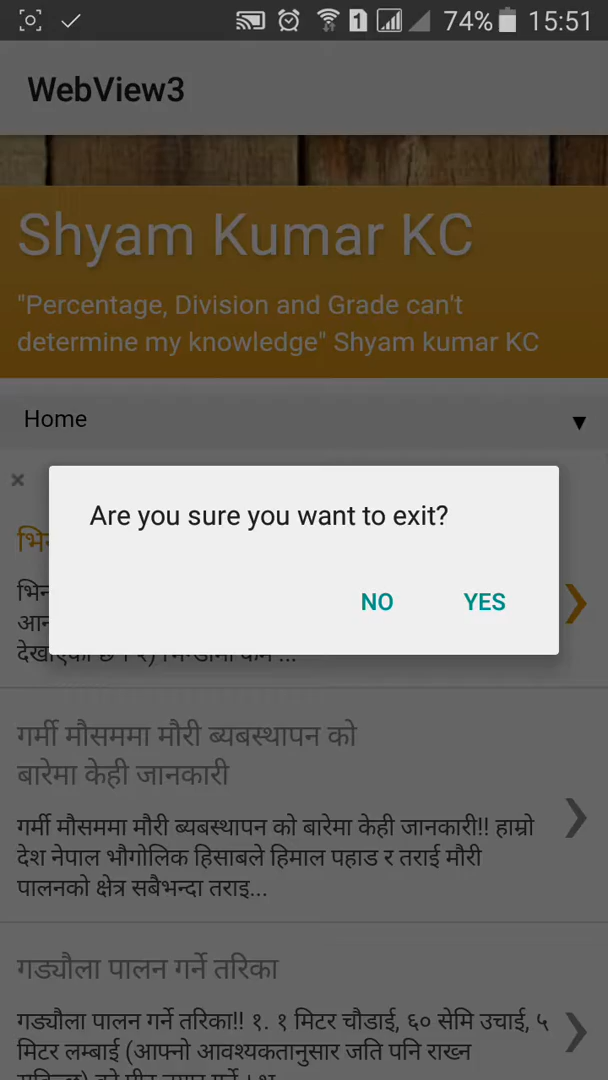 74% 15:51
WebView3
Shyam Kumar KC
"Percentage, Division and Grade can't
determine my knowledge" Shyam kumar KC
Home
Are you sure you want to exit?
NO YES
गर्मी मौसममा मौरी ब्यबस्थापन को
बारेमा केही जानकारी
गर्मी मौसममा मौरी ब्यबस्थापन को बारेमा केही जानकारी!! हाम्रो
देश नेपाल भौगोलिक हिसाबले हिमाल पहाड र तराई मौरी
पालनको क्षेत्र सबैभन्दा तराइ...
गड्यौला पालन गर्ने तरिका
गड्यौला पालन गर्ने तरिका!! १. १ मिटर चौडाई, ६० सेमि उचाई, ५
मिटर लम्बाई (आफ्नो आवश्यकतानुसार जति पनि राख्न